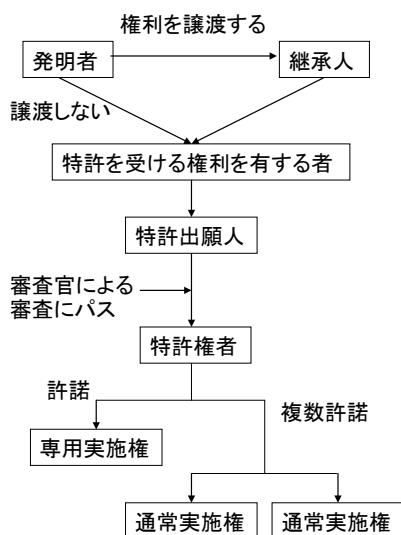 権利を譲渡する
発明者
継承人
譲渡しない
特許を受ける権利を有する者
特許出願人
審査官による
審査にパス
特許権者
許諾
複数許諾
専用実施権
通常実施権
通常実施権